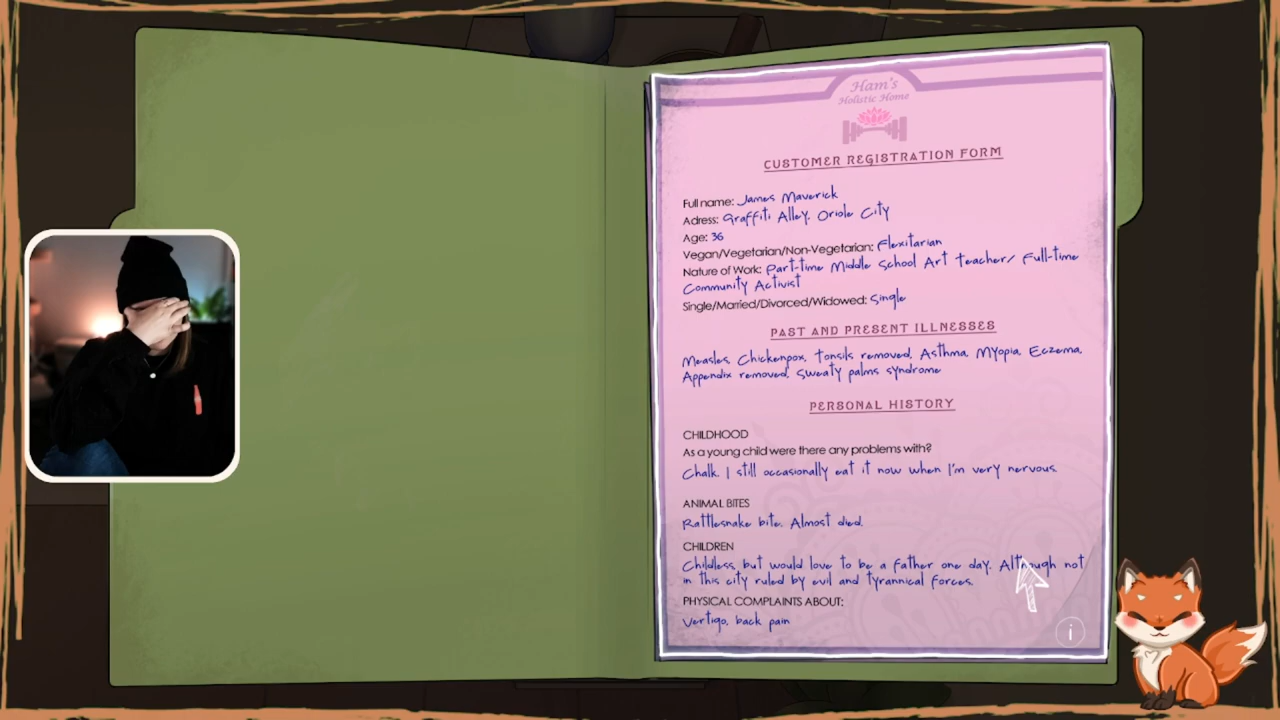 Ham's
Holistic Home
CUSTOMER REGISTRATION FORM
Full name: James Maverick
Adress: Graffiti Alley, Oriole City
Age: 36
Vegan/Vegetarian/Non-Vegetarian: Flexitarian
Nature of Work: Part-time Middle School Art Teacher/ Full-time
Community Activist
Single/Married/Divorced/Widowed: Single
PAST AND PRESENT ILLNESSES
Measles, Chickenpox, Tonsils removed, Asthma, Myopia, Eczema,
Appendix removed, Sweaty palms syndrome
PERSONAL HISTORY
CHILDHOOD
As a young child were there any problems with?
Chalk. I still occasionally eat it now when I'm very nervous.
ANIMAL BITES
Rattlesnake bite. Almost died.
CHILDREN
Childless, but would love to be a father one day. Although not
in this city ruled by evil and tyrannical forces.
PHYSICAL COMPLAINTS ABOUT:
Vertigo, back pain
i